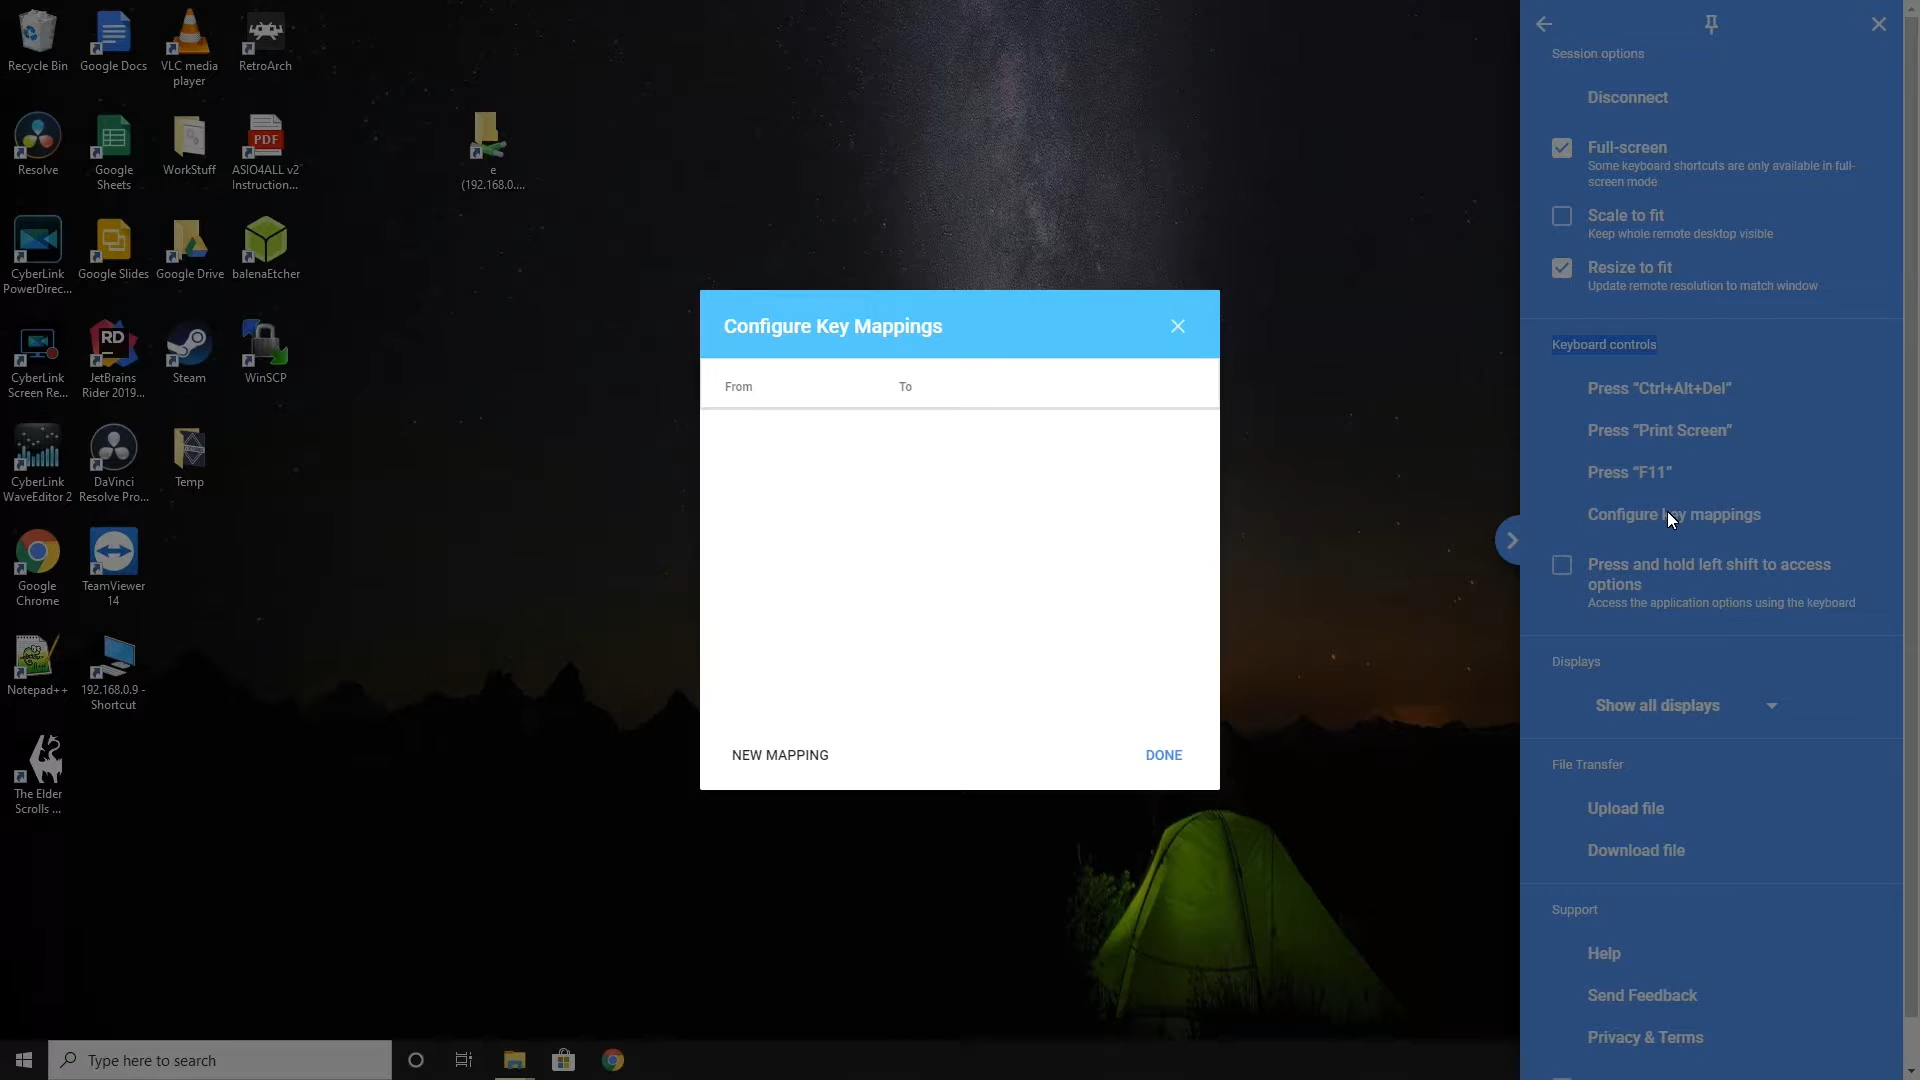 Recycle Bin
Google Docs
VLC media
player
RetroArch
Resolve
Google
Sheets
WorkStuff
PDF
ASIO4ALL v2
Instruction...
e
(192.168.0....
CyberLink
PowerDirec...
Google Slides
Google Drive
balenaEtcher
CyberLink
Screen Re...
RD
JetBrains
Rider 2019...
Steam
WinSCP
CyberLink
WaveEditor 2
DaVinci
Resolve Pro...
Temp
Google
Chrome
TeamViewer
14
Notepad++
192.168.0.9 -
Shortcut
The Elder
Scrolls ...
Type here to search
Configure Key Mappings
From
To
NEW MAPPING
DONE
Session options
Disconnect
Full-screen
Some keyboard shortcuts are only available in full-
screen mode
Scale to fit
Keep whole remote desktop visible
Resize to fit
Update remote resolution to match window
Keyboard controls
Press “Ctrl+Alt+Del”
Press “Print Screen”
Press “F11”
Configure key mappings
Press and hold left shift to access
options
Access the application options using the keyboard
Displays
Show all displays
File Transfer
Upload file
Download file
Support
Help
Send Feedback
Privacy & Terms